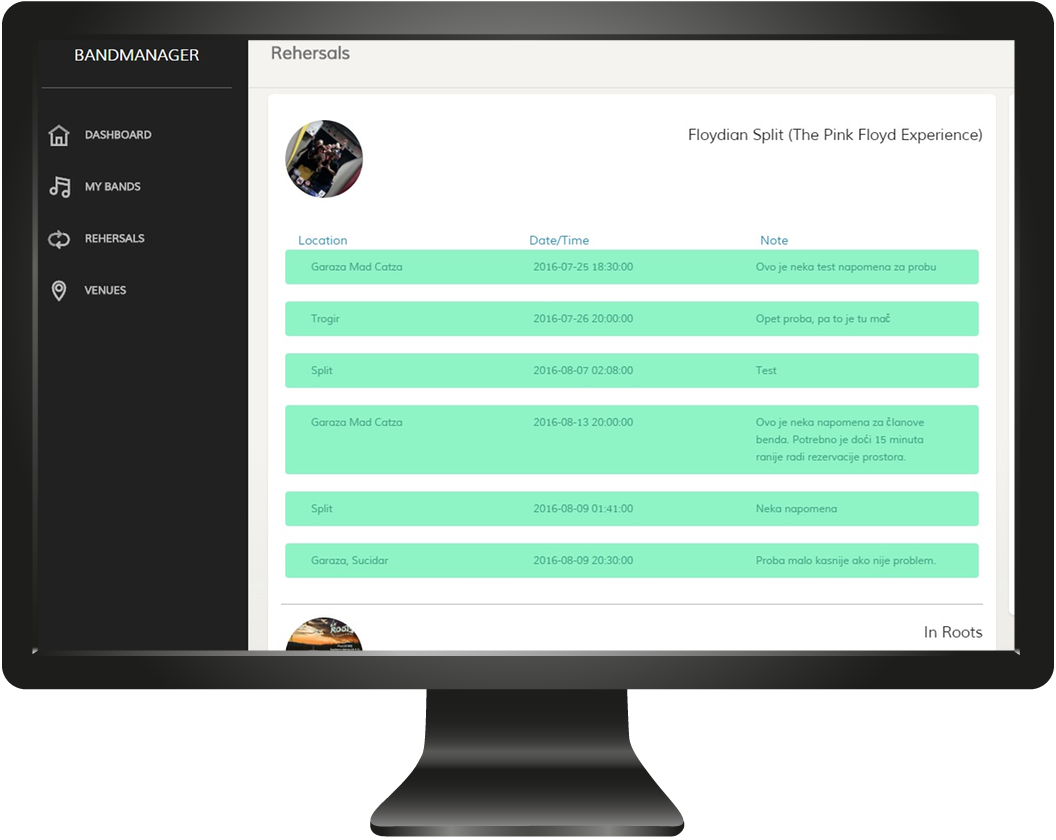 BANDMANAGER
DASHBOARD
MY BANDS
REHERSALS
VENUES
Rehersals
Floydian Split (The Pink Floyd Experience)
Location Date/Time Note
Garaza Mad Catza 2016-07-25 18:30:00 Ovo je neka test napomena za probu
Trogir 2016-07-26 20:00:00 Opet proba, pa to je tu mač
Split 2016-08-07 02:08:00 Test
Garaza Mad Catza 2016-08-13 20:00:00 Ovo je neka napomena za članove
benda. Potrebno je doći 15 minuta
ranije radi rezervacije prostora.
Split 2016-08-09 01:41:00 Neka napomena
Garaza, Sucidar 2016-08-09 20:30:00 Proba malo kasnije ako nije problem.
In Roots